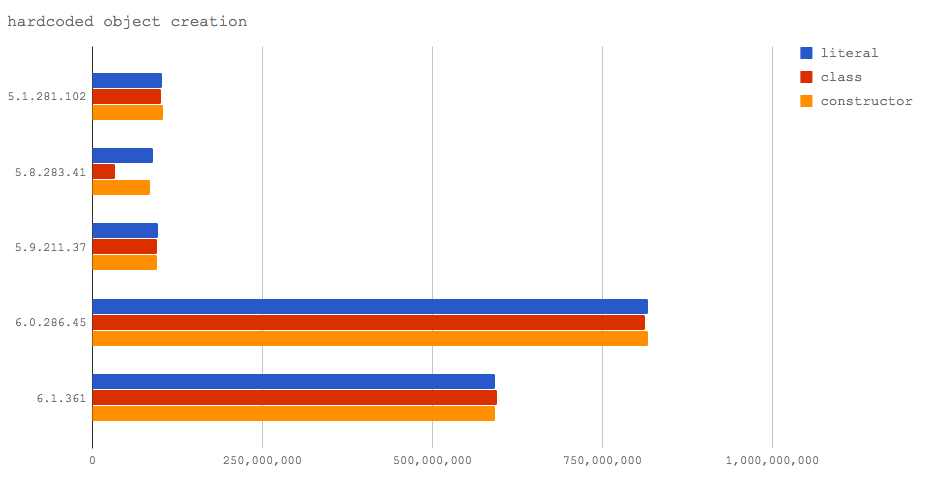 hardcoded object creation
literal
class
constructor
5.1.281.102
5.8.283.41
5.9.211.37
6.0.286.45
6.1.361
0 250,000,000 500,000,000 750,000,000 1,000,000,000